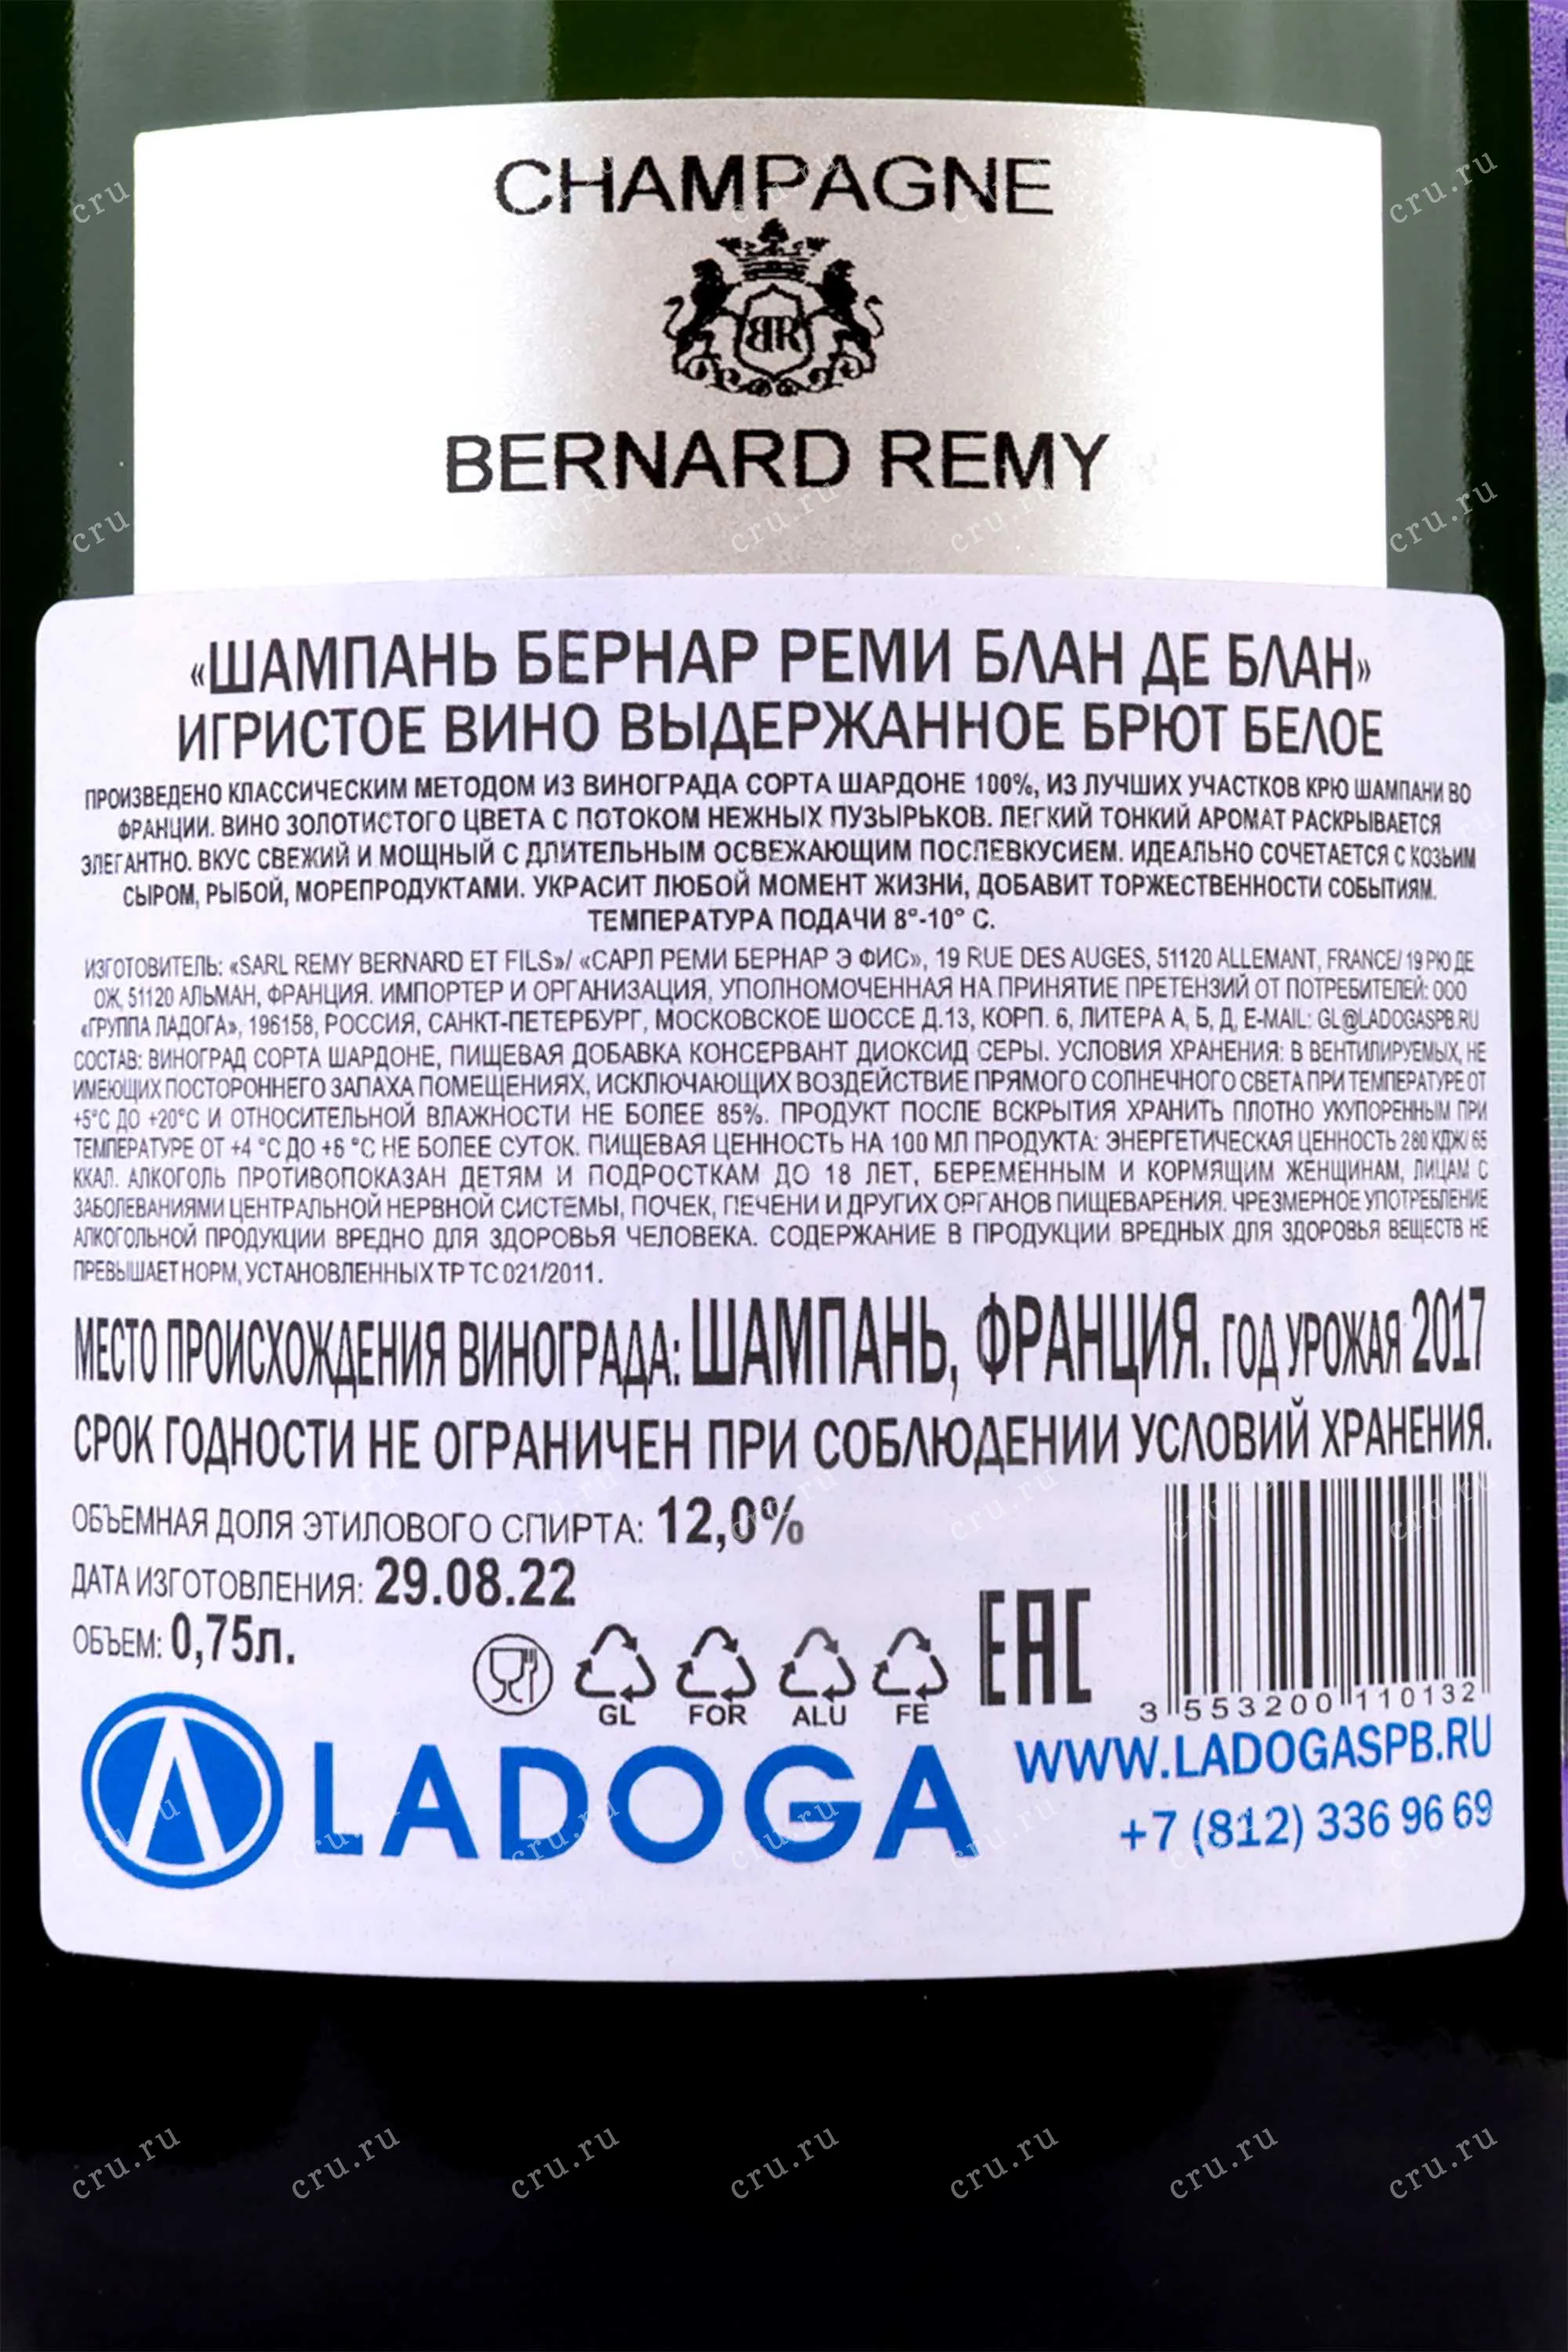 CHAMPAGNE
BR
BERNARD REMY
«ШАМПАНЬ БЕРНАР РЕМИ БЛАН ДЕ БЛАН»
ИГРИСТОЕ ВИНО ВЫДЕРЖАННОЕ БРЮТ БЕЛОЕ
ПРОИЗВЕДЕНО КЛАССИЧЕСКИМ МЕТОДОМ ИЗ ВИНОГРАДА СОРТА ШАРДОНЕ 100%, ИЗ ЛУЧШИХ УЧАСТКОВ КРЮ ШАМПАНИ ВО
ФРАНЦИИ. ВИНО ЗОЛОТИСТОГО ЦВЕТА С ПОТОКОМ НЕЖНЫХ ПУЗЫРЬКОВ. ЛЕГКИЙ ТОНКИЙ АРОМАТ РАСКРЫВАЕТСЯ
ЭЛЕГАНТНО. ВКУС СВЕЖИЙ И МОЩНЫЙ С ДЛИТЕЛЬНЫМ ОСВЕЖАЮЩИМ ПОСЛЕВКУСИЕМ. ИДЕАЛЬНО СОЧЕТАЕТСЯ С КОЗЬИМ
СЫРОМ, РЫБОЙ, МОРЕПРОДУКТАМИ. УКРАСИТ ЛЮБОЙ МОМЕНТ ЖИЗНИ, ДОБАВИТ ТОРЖЕСТВЕННОСТИ СОБЫТИЯМ.
ТЕМПЕРАТУРА ПОДАЧИ 8°-10° С.
ИЗГОТОВИТЕЛЬ: «SARL REMY BERNARD ET FILS»/ «САРЛ РЕМИ БЕРНАР Э ФИС», 19 RUE DES AUGES, 51120 ALLEMANT, FRANCE/ 19 РЮ ДЕ
ОЖ, 51120 АЛЬМАН, ФРАНЦИЯ. ИМПОРТЕР И ОРГАНИЗАЦИЯ, УПОЛНОМОЧЕННАЯ НА ПРИНЯТИЕ ПРЕТЕНЗИЙ ОТ ПОТРЕБИТЕЛЕЙ: ООО
«ГРУППА ЛАДОГА», 196158, РОССИЯ, САНКТ-ПЕТЕРБУРГ, МОСКОВСКОЕ ШОССЕ Д.13, КОРП. 6, ЛИТЕРА А, Б, Д, E-MAIL: GL@LADOGASPB.RU
СОСТАВ: ВИНОГРАД СОРТА ШАРДОНЕ, ПИЩЕВАЯ ДОБАВКА КОНСЕРВАНТ ДИОКСИД СЕРЫ. УСЛОВИЯ ХРАНЕНИЯ: В ВЕНТИЛИРУЕМЫХ, НЕ
ИМЕЮЩИХ ПОСТОРОННЕГО ЗАПАХА ПОМЕЩЕНИЯХ, ИСКЛЮЧАЮЩИХ ВОЗДЕЙСТВИЕ ПРЯМОГО СОЛНЕЧНОГО СВЕТА ПРИ ТЕМПЕРАТУРЕ ОТ
+5°С ДО +20°С И ОТНОСИТЕЛЬНОЙ ВЛАЖНОСТИ НЕ БОЛЕЕ 85%. ПРОДУКТ ПОСЛЕ ВСКРЫТИЯ ХРАНИТЬ ПЛОТНО УКУПОРЕННЫМ ПРИ
ТЕМПЕРАТУРЕ ОТ +4 °С ДО +6 °С НЕ БОЛЕЕ СУТОК. ПИЩЕВАЯ ЦЕННОСТЬ НА 100 МЛ ПРОДУКТА: ЭНЕРГЕТИЧЕСКАЯ ЦЕННОСТЬ 280 КДЖ/ 65
ККАЛ. АЛКОГОЛЬ ПРОТИВОПОКАЗАН ДЕТЯМ И ПОДРОСТКАМ ДО 18 ЛЕТ, БЕРЕМЕННЫМ И КОРМЯЩИМ ЖЕНЩИНАМ, ЛИЦАМ С
ЗАБОЛЕВАНИЯМИ ЦЕНТРАЛЬНОЙ НЕРВНОЙ СИСТЕМЫ, ПОЧЕК, ПЕЧЕНИ И ДРУГИХ ОРГАНОВ ПИЩЕВАРЕНИЯ. ЧРЕЗМЕРНОЕ УПОТРЕБЛЕНИЕ
АЛКОГОЛЬНОЙ ПРОДУКЦИИ ВРЕДНО ДЛЯ ЗДОРОВЬЯ ЧЕЛОВЕКА. СОДЕРЖАНИЕ В ПРОДУКЦИИ ВРЕДНЫХ ДЛЯ ЗДОРОВЬЯ ВЕЩЕСТВ НЕ
ПРЕВЫШАЕТ НОРМ, УСТАНОВЛЕННЫХ ТР ТС 021/2011.
МЕСТО ПРОИСХОЖДЕНИЯ ВИНОГРАДА: ШАМПАНЬ, ФРАНЦИЯ. ГОД УРОЖАЯ 2017
СРОК ГОДНОСТИ НЕ ОГРАНИЧЕН ПРИ СОБЛЮДЕНИИ УСЛОВИЙ ХРАНЕНИЯ.
ОБЪЕМНАЯ ДОЛЯ ЭТИЛОВОГО СПИРТА: 12,0%
ДАТА ИЗГОТОВЛЕНИЯ: 29.08.22
ОБЪЕМ: 0,75л.
GL FOR ALU FE
EAC
3 553200 110132
LADOGA
WWW.LADOGASPB.RU
+7 (812) 336 96 69
cru.ru cru.ru cru.ru cru.ru cru.ru cru.ru cru.ru